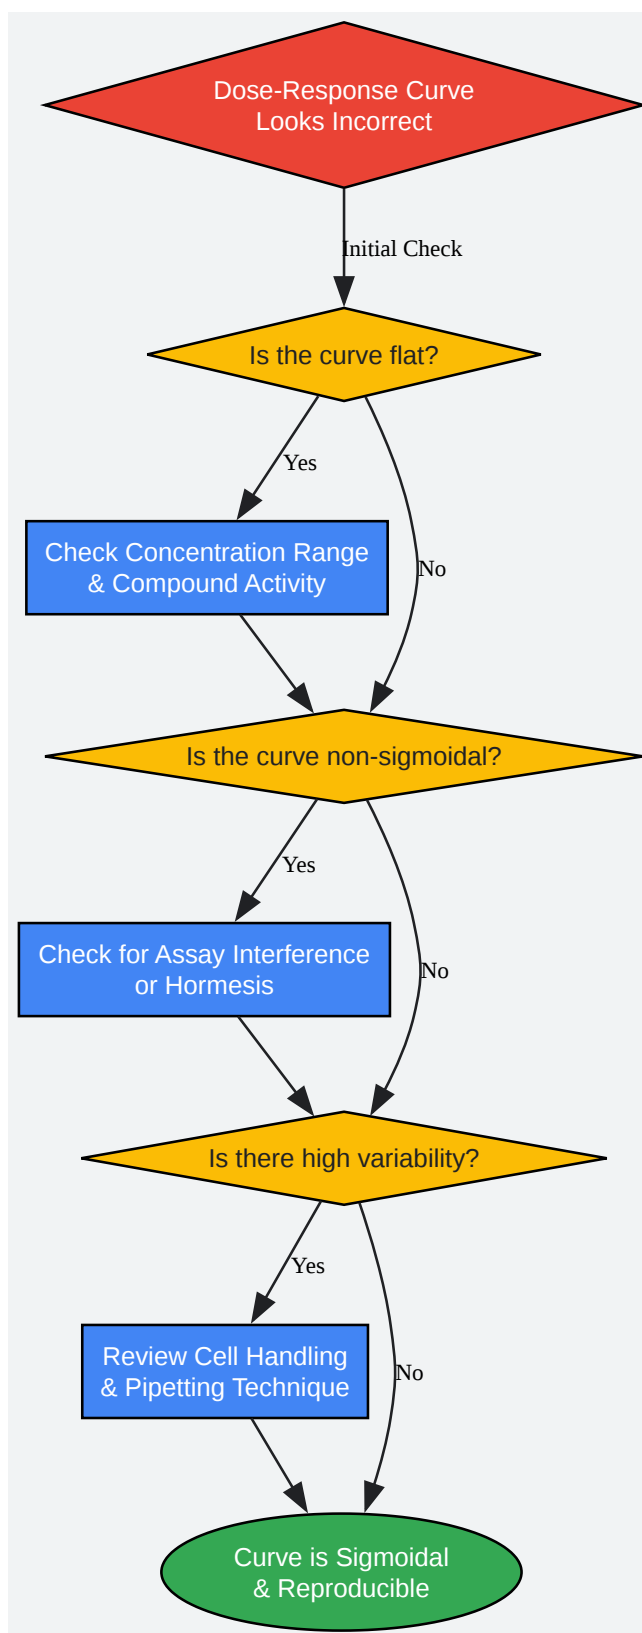 Dose-Response Curve
Looks Incorrect
Initial Check
Is the curve flat?
Yes
Check Concentration Range
& Compound Activity
No
Is the curve non-sigmoidal?
Yes
Check for Assay Interference
or Hormesis
No
Is there high variability?
Yes
Review Cell Handling
& Pipetting Technique
No
Curve is Sigmoidal
& Reproducible